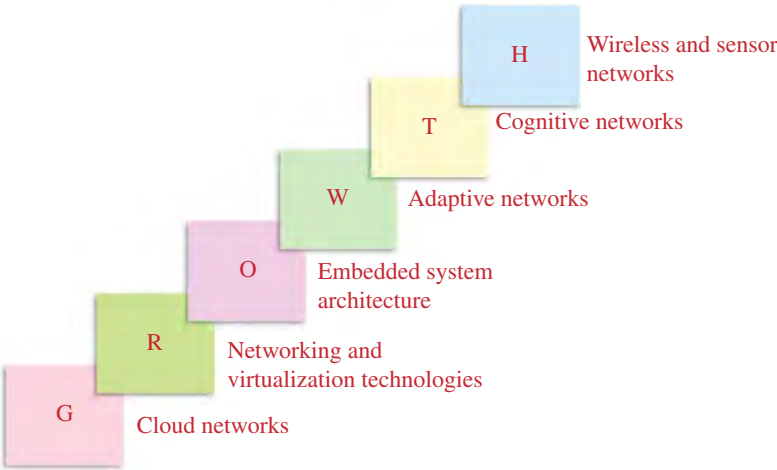 H
Wireless and sensor
networks
T
Cognitive networks
W
Adaptive networks
O
Embedded system
architecture
R
Networking and
virtualization technologies
G
Cloud networks